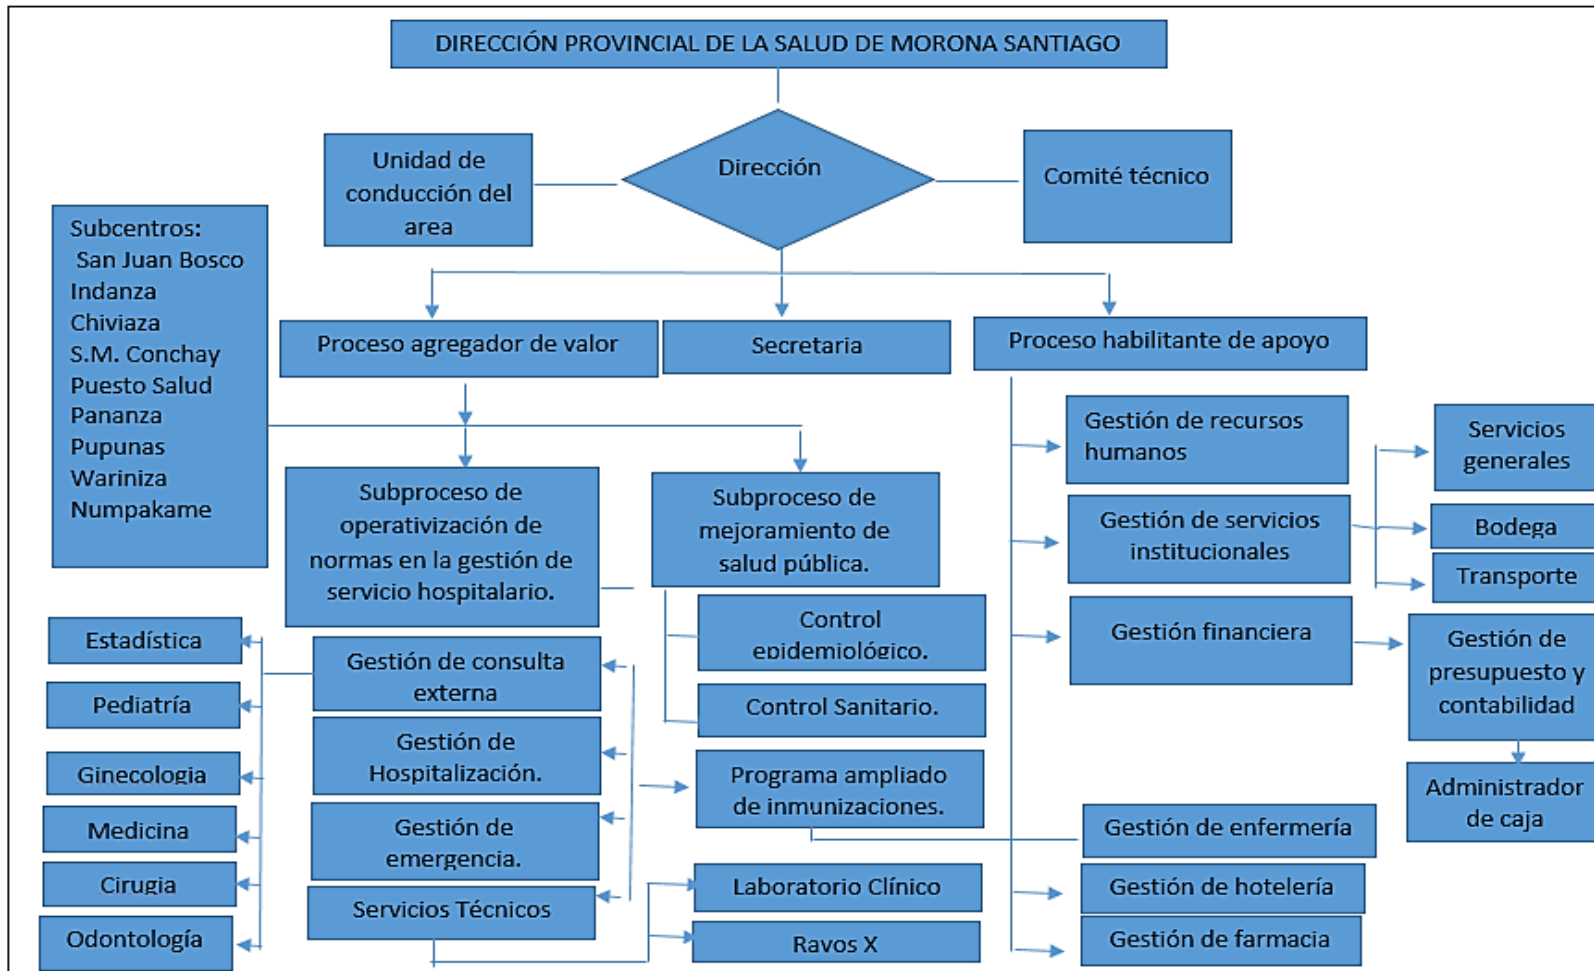 DIRECCIÓN PROVINCIAL DE LA SALUD DE MORONA SANTIAGO
Unidad de
conducción del
area
Dirección
Comité técnico
Subcentros:
San Juan Bosco
Indanza
Chiviaza
S.M. Conchay
Puesto Salud
Pananza
Pupunas
Wariniza
Numpakame
Proceso agregador de valor
Secretaria
Proceso habilitante de apoyo
Subproceso de
operativización de
normas en la gestión de
servicio hospitalario.
Subproceso de
mejoramiento de
salud pública.
Gestión de recursos
humanos
Servicios
generales
Gestión de servicios
institucionales
Bodega
Transporte
Gestión financiera
Gestión de
presupuesto y
contabilidad
Administrador
de caja
Control
epidemiológico.
Control Sanitario.
Programa ampliado
de inmunizaciones.
Estadística
Pediatría
Ginecologia
Medicina
Cirugia
Odontología
Gestión de consulta
externa
Gestión de
Hospitalización.
Gestión de
emergencia.
Servicios Técnicos
Laboratorio Clínico
Rayos X
Gestión de enfermería
Gestión de hotelería
Gestión de farmacia